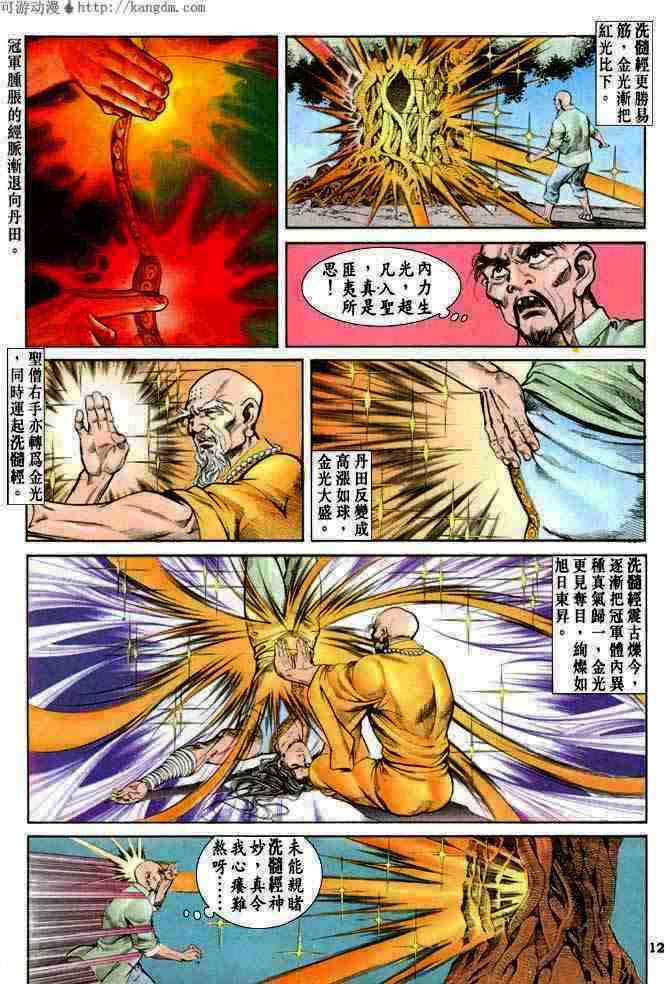 可游动漫 http://kangdm.com
洗髓經更勝易
筋，金光漸把
紅光比下。
冠軍腫脹的經脈漸退向丹田。
內力生
光，超
凡入聖
，真是
匪夷所
思！
聖僧右手亦轉爲金光
，同時運起洗髓經。
丹田反變成
高漲如球，
金光大盛。
洗髓經震古爍今，
逐漸把冠軍體內異
種真氣歸一，金光
更見奪目，絢燦如
旭日東昇。
未能親睹
洗髓經神
妙，真令
我心癢難
熬呀……
12